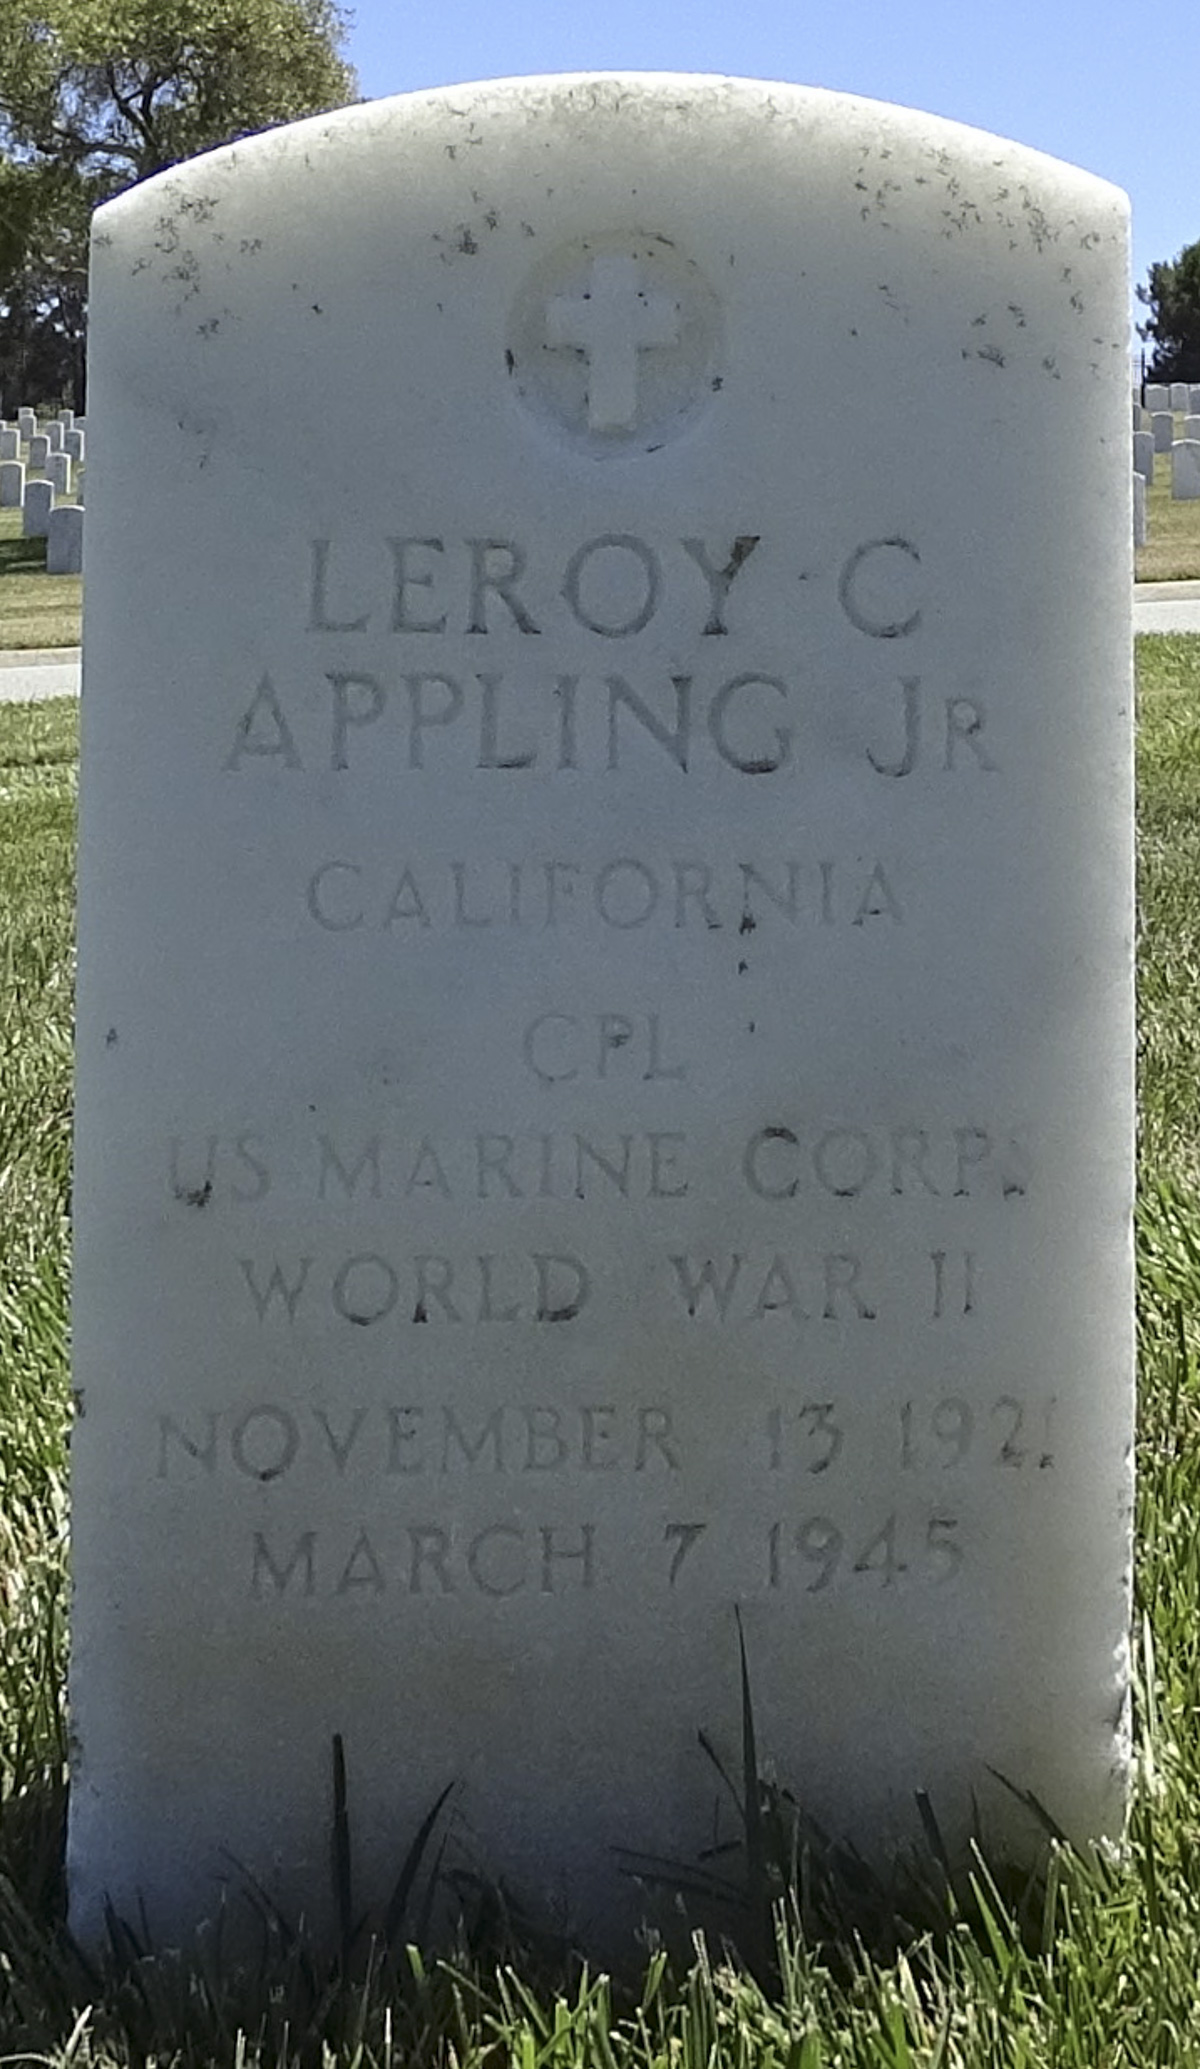 LEROY C
APPLING JR
CALIFORNIA
CPL
US MARINE CORPS
WORLD WAR II
NOVEMBER 13 1921
MARCH 7 1945